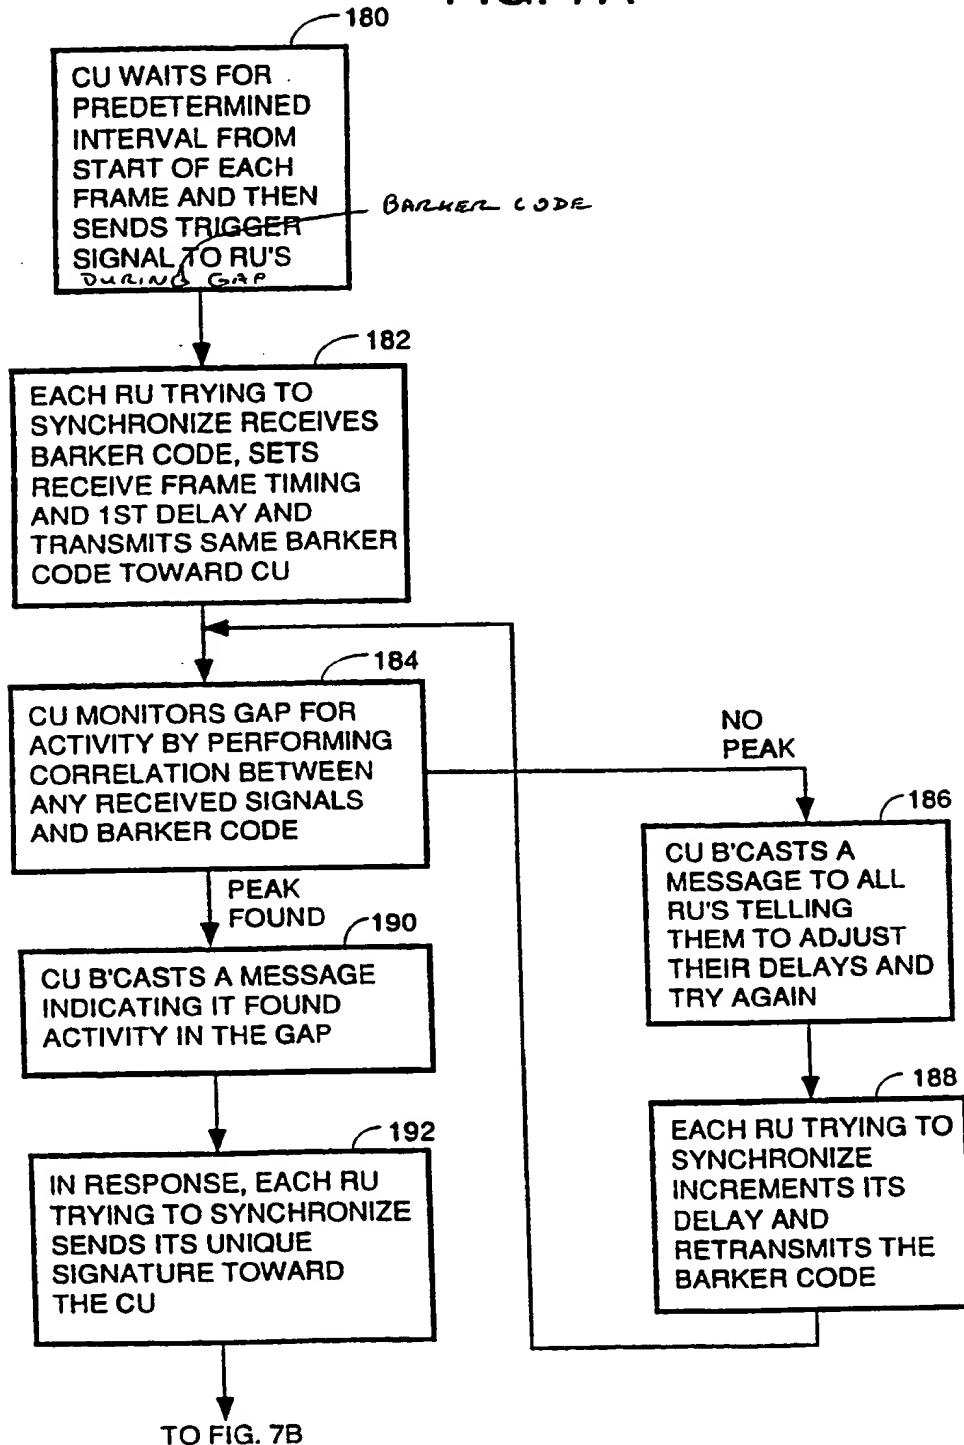 180
CU WAITS FOR
PREDETERMINED
INTERVAL FROM
START OF EACH
FRAME AND THEN
SENDS TRIGGER
SIGNAL TO RU'S
DURING GAP
BARKER CODE
182
EACH RU TRYING TO
SYNCHRONIZE RECEIVES
BARKER CODE, SETS
RECEIVE FRAME TIMING
AND 1ST DELAY AND
TRANSMITS SAME BARKER
CODE TOWARD CU
184
CU MONITORS GAP FOR
ACTIVITY BY PERFORMING
CORRELATION BETWEEN
ANY RECEIVED SIGNALS
AND BARKER CODE
NO
PEAK
186
CU B'CASTS A
MESSAGE TO ALL
RU'S TELLING
THEM TO ADJUST
THEIR DELAYS AND
TRY AGAIN
PEAK
FOUND
190
CU B'CASTS A MESSAGE
INDICATING IT FOUND
ACTIVITY IN THE GAP
188
EACH RU TRYING TO
SYNCHRONIZE
INCREMENTS ITS
DELAY AND
RETRANSMITS THE
BARKER CODE
192
IN RESPONSE, EACH RU
TRYING TO SYNCHRONIZE
SENDS ITS UNIQUE
SIGNATURE TOWARD
THE CU
TO FIG. 7B